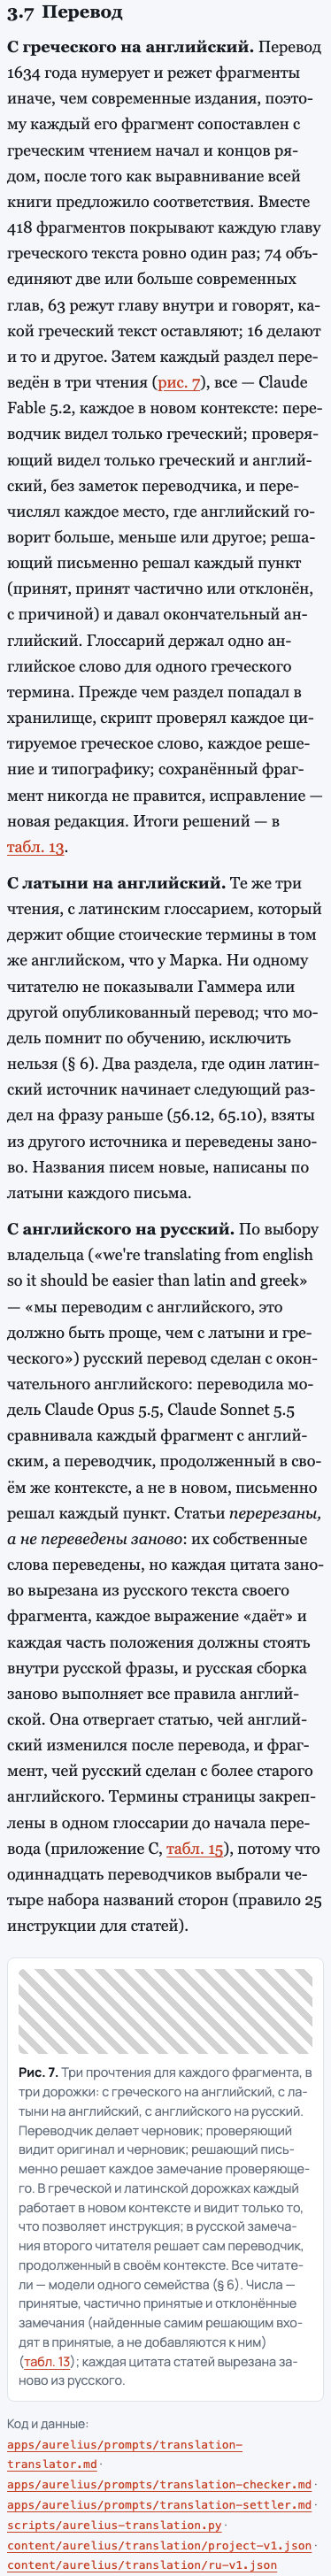 3.7 Перевод
С греческого на английский. Перевод
1634 года нумерует и режет фрагменты
иначе, чем современные издания, поэто-
му каждый его фрагмент сопоставлен с
греческим чтением начал и концов ря-
дом, после того как выравнивание всей
книги предложило соответствия. Вместе
418 фрагментов покрывают каждую главу
греческого текста ровно один раз; 74 объ-
единяют две или больше современных
глав, 63 режут главу внутри и говорят, ка-
кой греческий текст оставляют; 16 делают
и то и другое. Затем каждый раздел пере-
ведён в три чтения (рис. 7), все — Claude
Fable 5.2, каждое в новом контексте: пере-
водчик видел только греческий; проверя-
ющий видел только греческий и англий-
ский, без заметок переводчика, и пере-
числял каждое место, где английский го-
ворит больше, меньше или другое; реша-
ющий письменно решал каждый пункт
(принят, принят частично или отклонён,
с причиной) и давал окончательный ан-
глийский. Глоссарий держал одно ан-
глийское слово для одного греческого
термина. Прежде чем раздел попадал в
хранилище, скрипт проверял каждое ци-
тируемое греческое слово, каждое реше-
ние и типографику; сохранённый фраг-
мент никогда не правится, исправление —
новая редакция. Итоги решений — в
табл. 13.
С латыни на английский. Те же три
чтения, с латинским глоссарием, который
держит общие стоические термины в том
же английском, что у Марка. Ни одному
читателю не показывали Гаммера или
другой опубликованный перевод; что мо-
дель помнит по обучению, исключить
нельзя (§ 6). Два раздела, где один латин-
ский источник начинает следующий раз-
дел на фразу раньше (56.12, 65.10), взяты
из другого источника и переведены зано-
во. Названия писем новые, написаны по
латыни каждого письма.
С английского на русский. По выбору
владельца («we're translating from english
so it should be easier than latin and greek»
— «мы переводим с английского, это
должно быть проще, чем с латыни и гре-
ческого») русский перевод сделан с окон-
чательного английского: переводила мо-
дель Claude Opus 5.5, Claude Sonnet 5.5
сравнивала каждый фрагмент с англий-
ским, а переводчик, продолженный в сво-
ём же контексте, а не в новом, письменно
решал каждый пункт. Статьи перерезаны,
а не переведены заново: их собственные
слова переведены, но каждая цитата зано-
во вырезана из русского текста своего
фрагмента, каждое выражение «даёт» и
каждая часть положения должны стоять
внутри русской фразы, и русская сборка
заново выполняет все правила англий-
ской. Она отвергает статью, чей англий-
ский изменился после перевода, и фраг-
мент, чей русский сделан с более старого
английского. Термины страницы закреп-
лены в одном глоссарии до начала пере-
вода (приложение C, табл. 15), потому что
одиннадцать переводчиков выбрали че-
тыре набора названий сторон (правило 25
инструкции для статей).
Рис. 7. Три прочтения для каждого фрагмента, в
три дорожки: с греческого на английский, с ла-
тыни на английский, с английского на русский.
Переводчик делает черновик; проверяющий
видит оригинал и черновик; решающий пись-
менно решает каждое замечание проверяюще-
го. В греческой и латинской дорожках каждый
работает в новом контексте и видит только то,
что позволяет инструкция; в русской замеча-
ния второго читателя решает сам переводчик,
продолженный в своём контексте. Все читате-
ли — модели одного семейства (§ 6). Числа —
принятые, частично принятые и отклонённые
замечания (найденные самим решающим вхо-
дят в принятые, а не добавляются к ним)
(табл. 13); каждая цитата статей вырезана за-
ново из русского.
Код и данные:
apps/aurelius/prompts/translation-
translator.md ·
apps/aurelius/prompts/translation-checker.md ·
apps/aurelius/prompts/translation-settler.md ·
scripts/aurelius-translation.py ·
content/aurelius/translation/project-v1.json ·
content/aurelius/translation/ru-v1.json